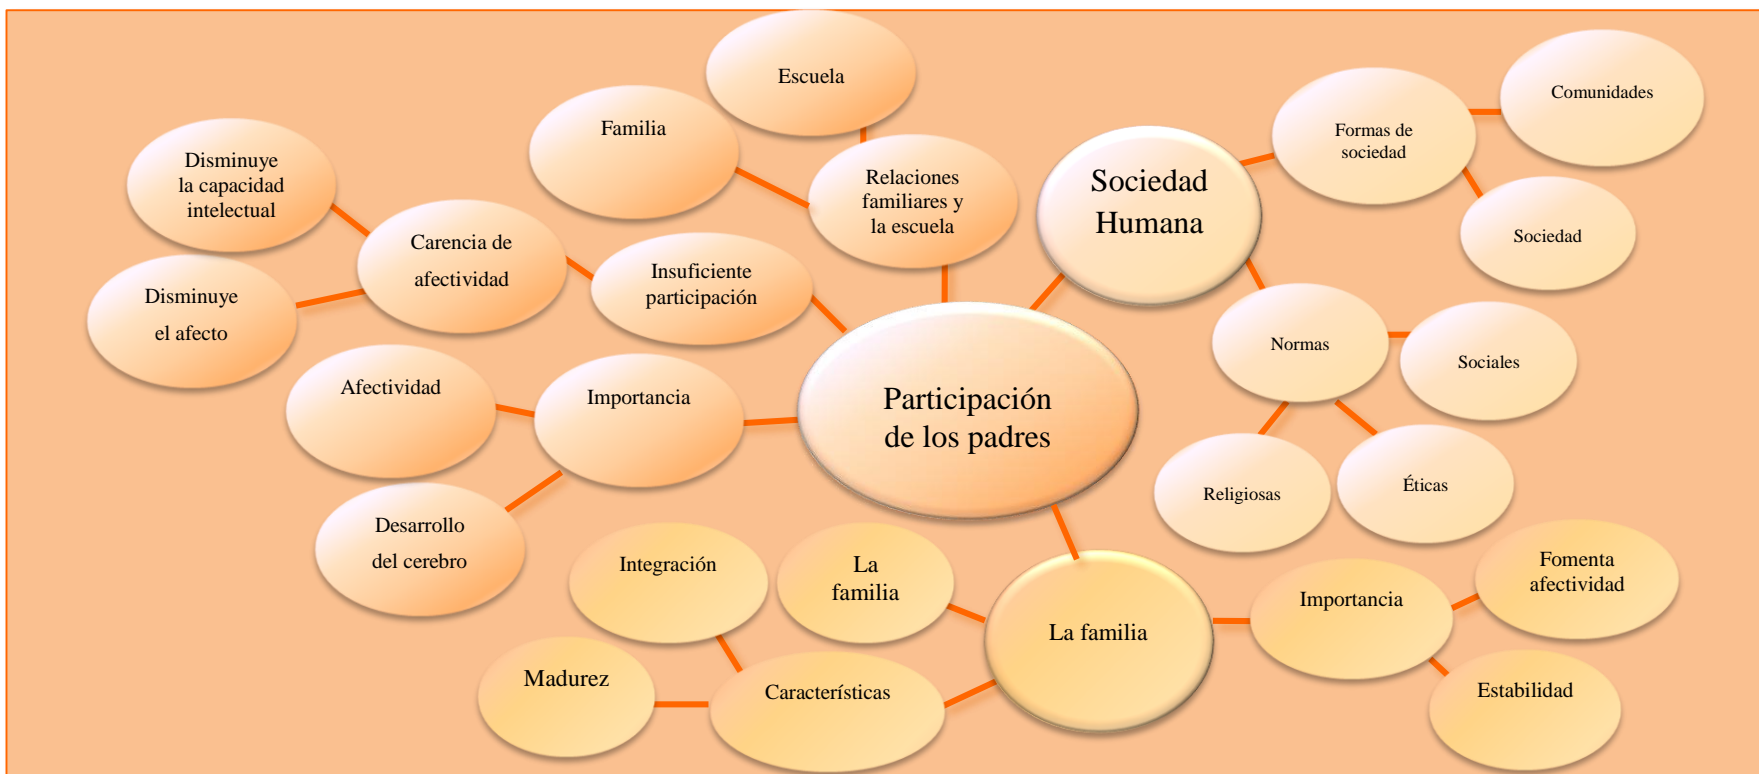 Escuela
Comunidades
Familia
Formas de
sociedad
Disminuye
la capacidad
intelectual
Relaciones
familiares y
la escuela
Sociedad
Humana
Sociedad
Carencia de
afectividad
Insuficiente
participación
Disminuye
el afecto
Normas
Sociales
Afectividad
Importancia
Participación
de los padres
Religiosas
Éticas
Desarrollo
del cerebro
Integración
La
familia
Fomenta
afectividad
Importancia
La familia
Madurez
Características
Estabilidad